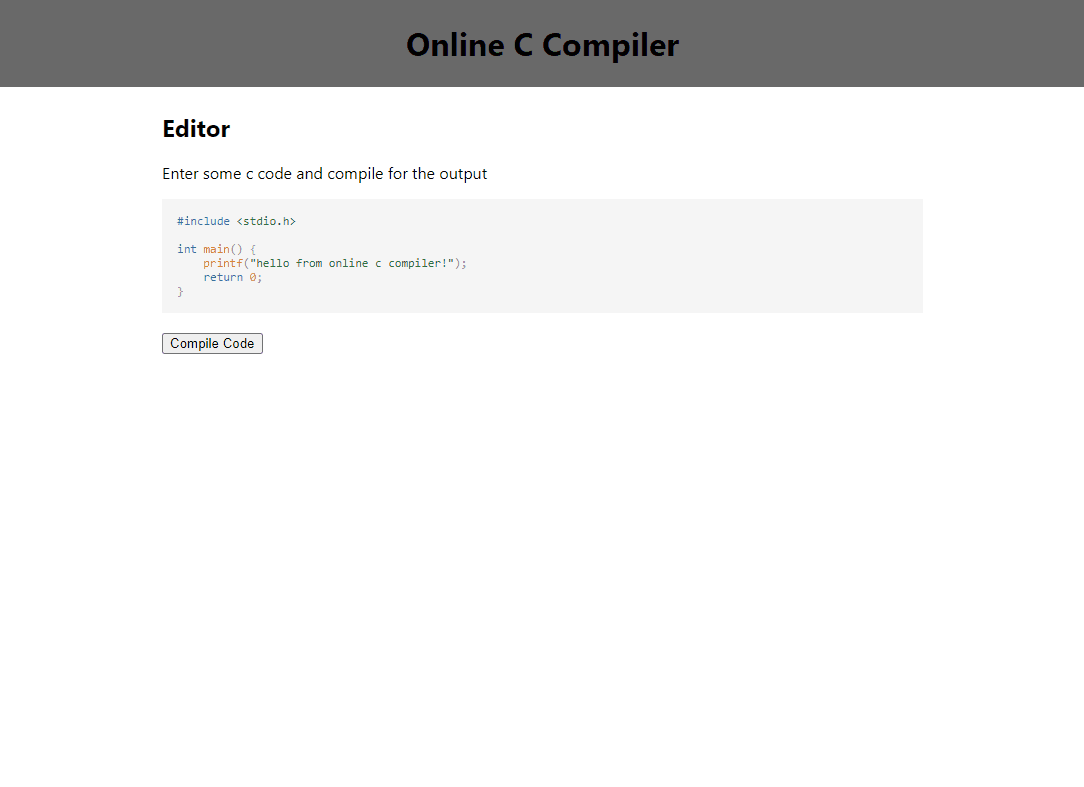 Online C Compiler
Editor
Enter some c code and compile for the output
#include <stdio.h>
int main() {
    printf("hello from online c compiler!");
    return 0;
}
Compile Code